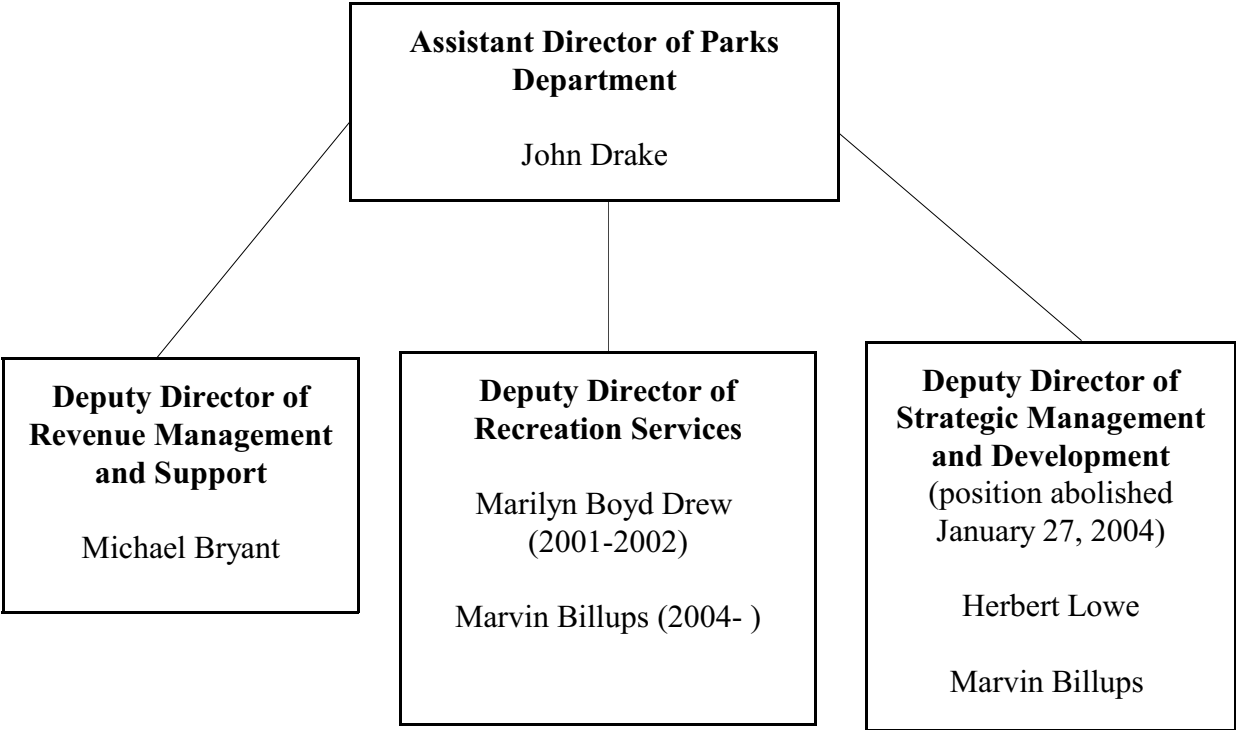 Assistant Director of Parks
Department
John Drake
Deputy Director of
Revenue Management
and Support
Michael Bryant
Deputy Director of
Recreation Services
Marilyn Boyd Drew
(2001-2002)
Marvin Billups (2004- )
Deputy Director of
Strategic Management
and Development
(position abolished
January 27, 2004)
Herbert Lowe
Marvin Billups